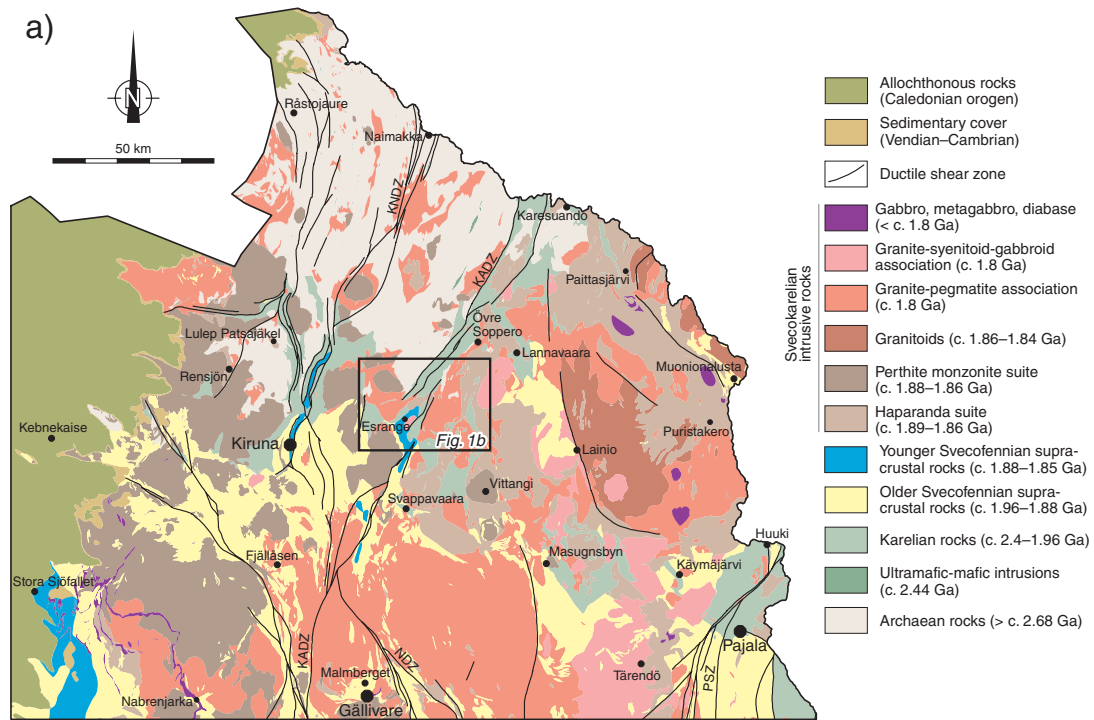 a)
N
50 km
Råstojaure
Naimakka
KNDZ
Karesuando
KADZ
Paittasjärvi
Övre
Soppero
Lulep Patsajäkel
Lannavaara
Rensjön
Muonionalusta
Kebnekaise
Esrange
Puristakero
Kiruna
Fig. 1b
Lainio
Vittangi
Svappavaara
Huuki
Fjällåsen
Masugnsbyn
Käymäjärvi
Stora Sjöfallet
Pajala
KADZ
NDZ
Malmberget
Tärendö
PSZ
Nabrenjarka
Gällivare
Allochthonous rocks
(Caledonian orogen)
Sedimentary cover
(Vendian–Cambrian)
Ductile shear zone
Svecokarelian
intrusive rocks
Gabbro, metagabbro, diabase
(< c. 1.8 Ga)
Granite-syenitoid-gabbroid
association (c. 1.8 Ga)
Granite-pegmatite association
(c. 1.8 Ga)
Granitoids (c. 1.86–1.84 Ga)
Perthite monzonite suite
(c. 1.88–1.86 Ga)
Haparanda suite
(c. 1.89–1.86 Ga)
Younger Svecofennian supra-
crustal rocks (c. 1.88–1.85 Ga)
Older Svecofennian supra-
crustal rocks (c. 1.96–1.88 Ga)
Karelian rocks (c. 2.4–1.96 Ga)
Ultramafic-mafic intrusions
(c. 2.44 Ga)
Archaean rocks (> c. 2.68 Ga)